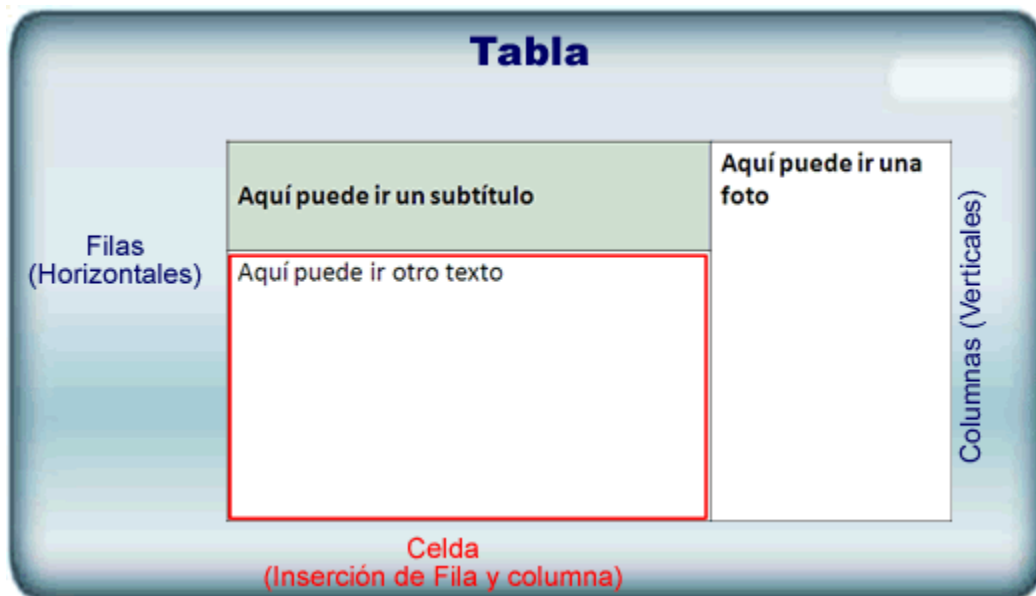 Tabla
Aquí puede ir un subtítulo
Aquí puede ir una
foto
Filas
(Horizontales)
Aquí puede ir otro texto
Columnas (Verticales)
Celda
(Inserción de Fila y columna)